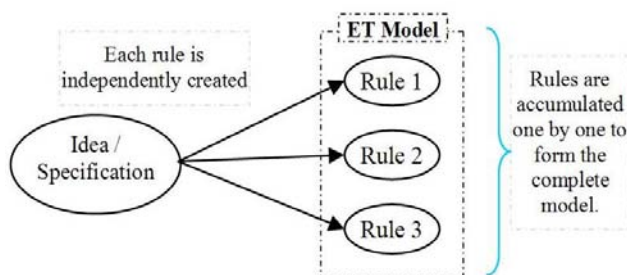 ET Model
Each rule is
independently created
Idea /
Specification
Rule 1
Rule 2
Rule 3
Rules are
accumulated
one by one to
form the
complete
model.